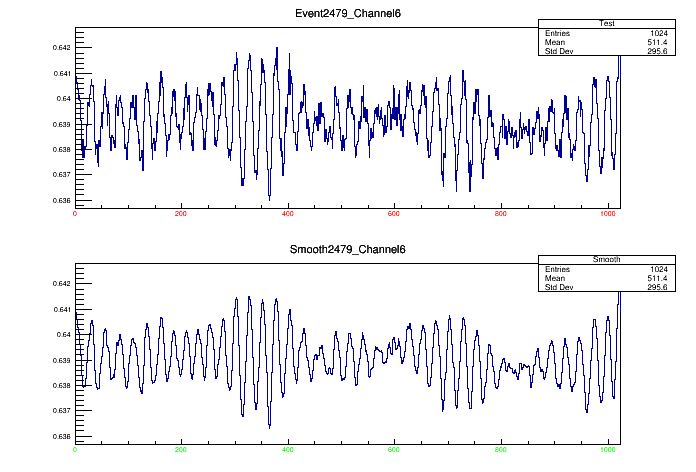 Event2479_Channel6
Test
Entries 1024
Mean 511.4
Std Dev 295.6
0.642
0.641
0.64
0.639
0.638
0.637
0.636
0 200 400 600 800 1000
Smooth2479_Channel6
Smooth
Entries 1024
Mean 511.4
Std Dev 295.6
0.642
0.641
0.64
0.639
0.638
0.637
0.636
0 200 400 600 800 1000